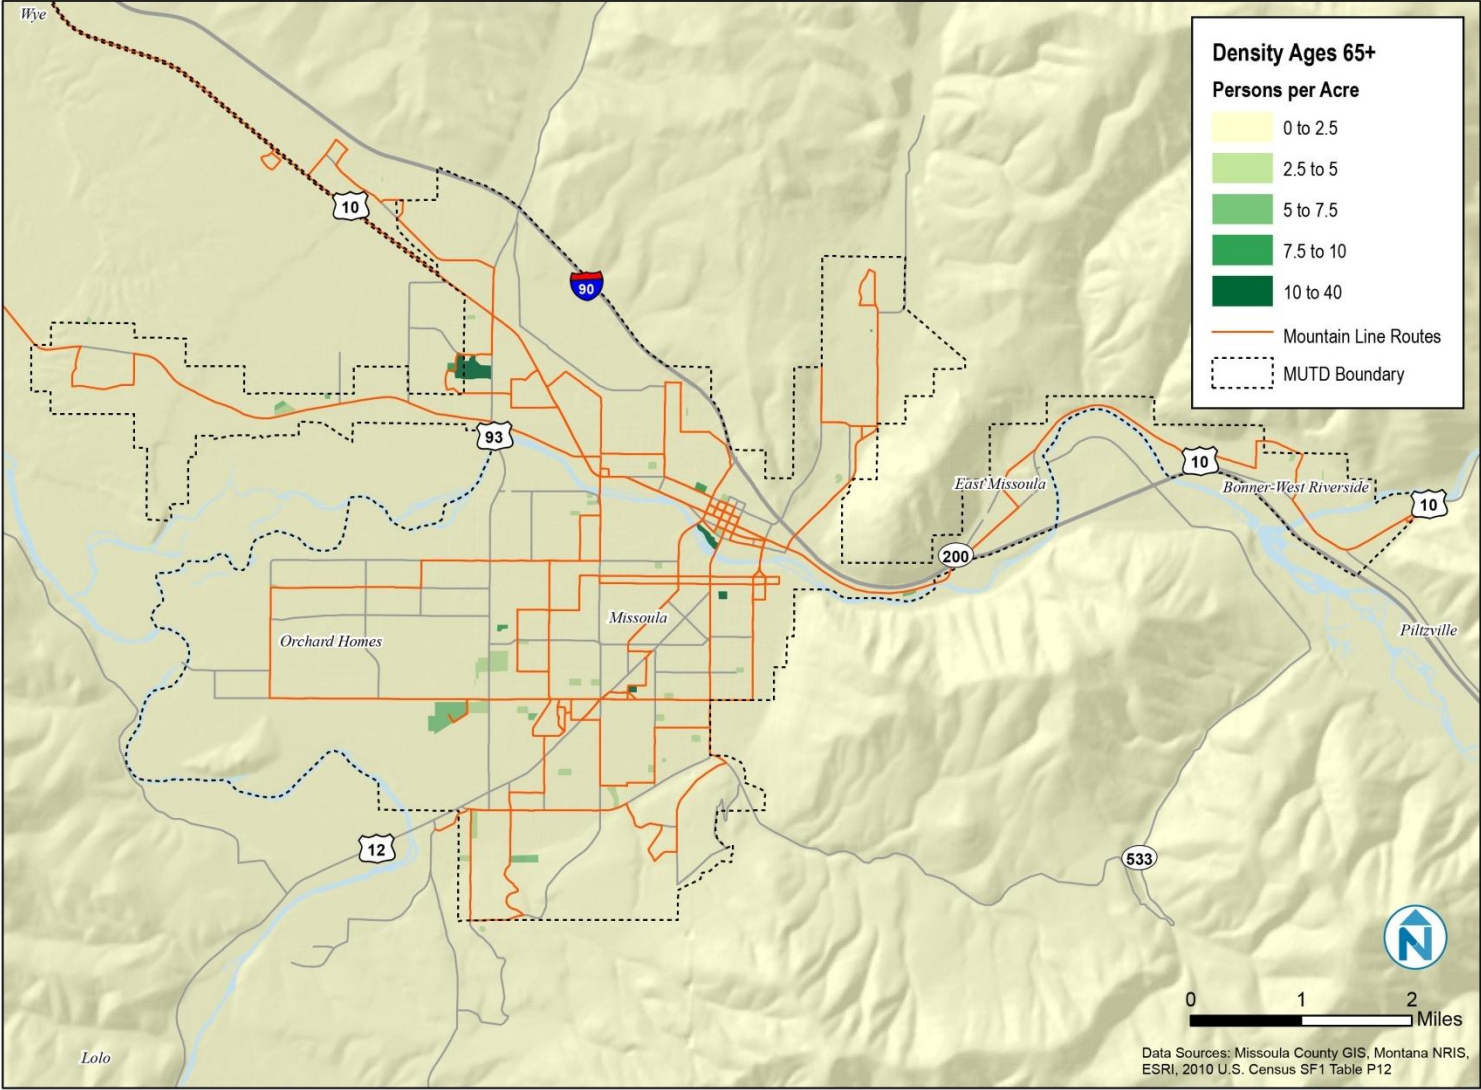 Wye
Density Ages 65+
Persons per Acre
0 to 2.5
2.5 to 5
5 to 7.5
7.5 to 10
10 to 40
Mountain Line Routes
MUTD Boundary
10
90
93
10
East Missoula
Bonner-West Riverside
10
200
Missoula
Orchard Homes
Piltzville
12
533
N
0 1 2
Miles
Lolo
Data Sources: Missoula County GIS, Montana NRIS,
ESRI, 2010 U.S. Census SF1 Table P12